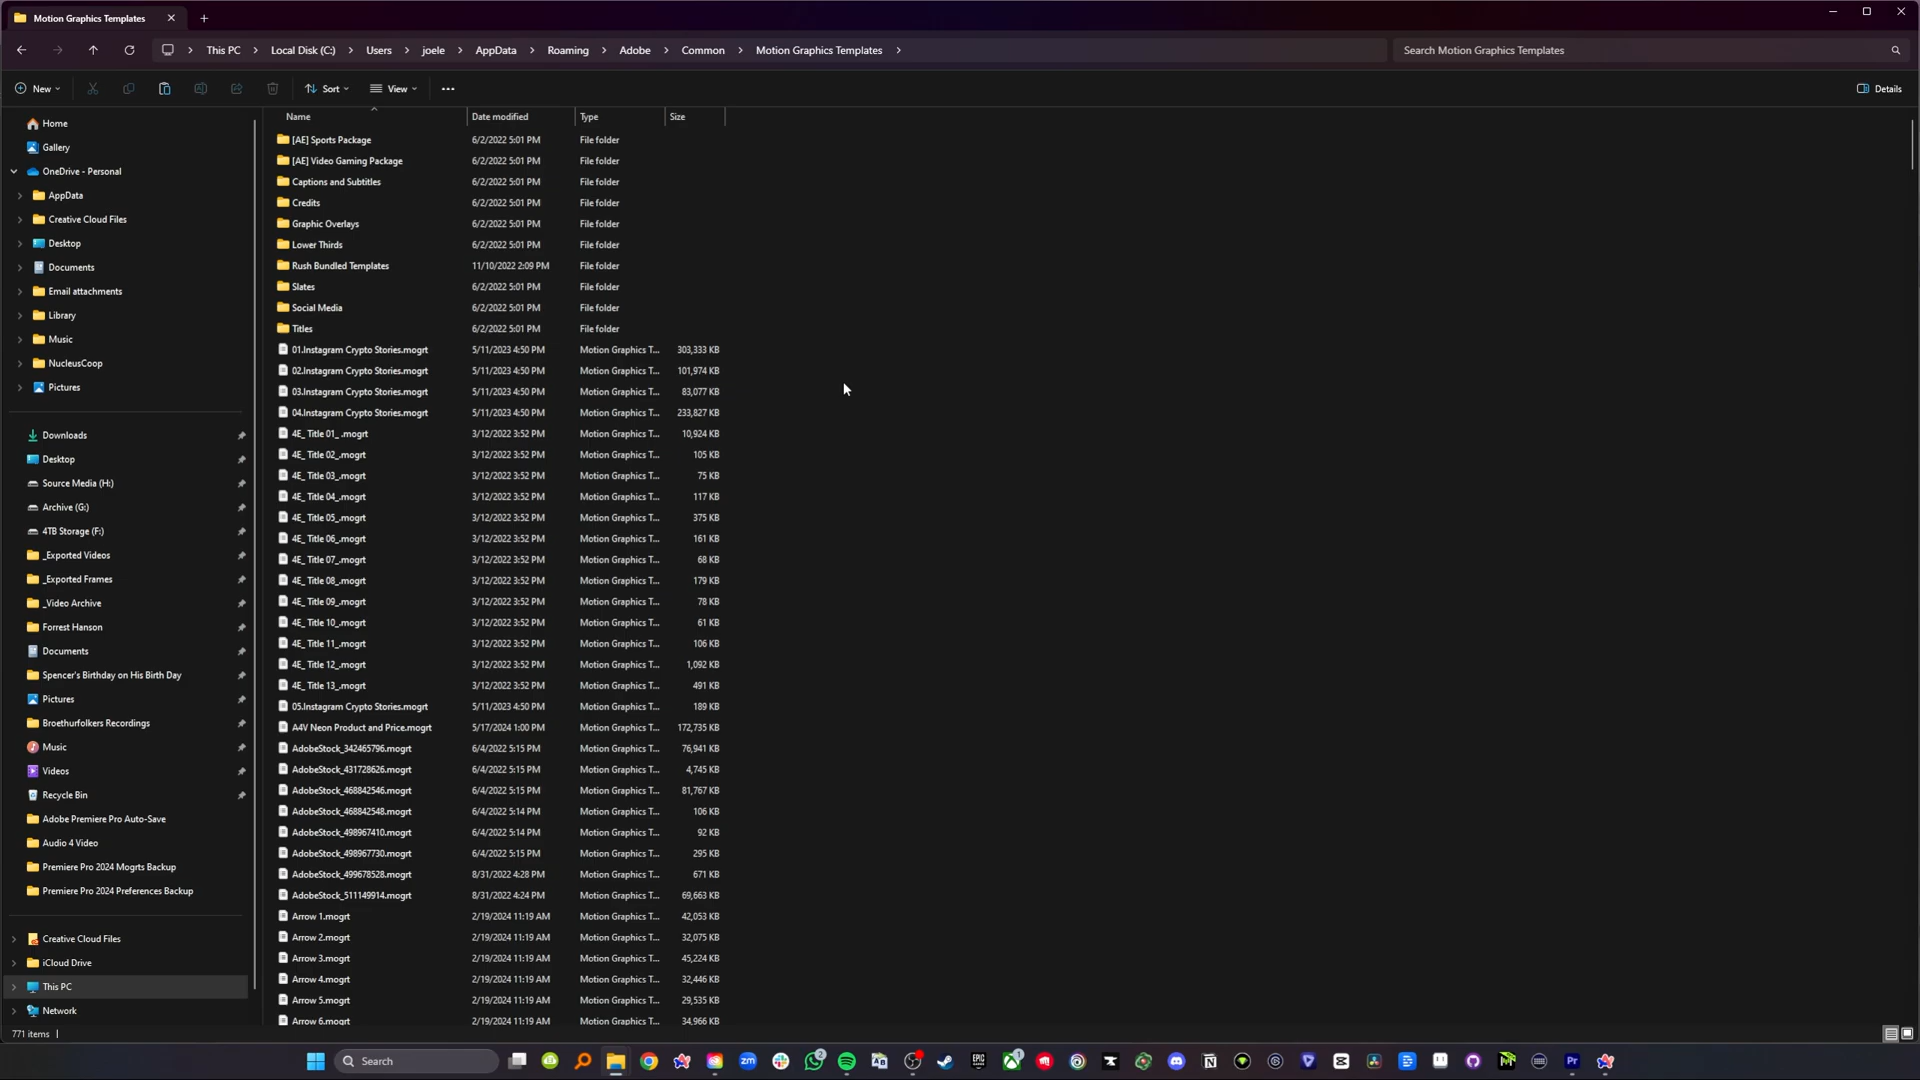 Motion Graphics Templates
This PC > Local Disk (C:) > Users > joele > AppData > Roaming > Adobe > Common > Motion Graphics Templates >
Search Motion Graphics Templates
New
Sort
View
Details
Home
Gallery
OneDrive - Personal
AppData
Creative Cloud Files
Desktop
Documents
Email attachments
Library
Music
NucleusCoop
Pictures
Downloads
Desktop
Source Media (H:)
Archive (G:)
4TB Storage (F:)
_Exported Videos
_Exported Frames
_Video Archive
Forrest Hanson
Documents
Spencer's Birthday on His Birth Day
Pictures
Broethurfolkers Recordings
Music
Videos
Recycle Bin
Adobe Premiere Pro Auto-Save
Audio 4 Video
Premiere Pro 2024 Mogrts Backup
Premiere Pro 2024 Preferences Backup
Creative Cloud Files
iCloud Drive
This PC
Network
Name Date modified Type Size
[AE] Sports Package 6/2/2022 5:01 PM File folder
[AE] Video Gaming Package 6/2/2022 5:01 PM File folder
Captions and Subtitles 6/2/2022 5:01 PM File folder
Credits 6/2/2022 5:01 PM File folder
Graphic Overlays 6/2/2022 5:01 PM File folder
Lower Thirds 6/2/2022 5:01 PM File folder
Rush Bundled Templates 11/10/2022 2:09 PM File folder
Slates 6/2/2022 5:01 PM File folder
Social Media 6/2/2022 5:01 PM File folder
Titles 6/2/2022 5:01 PM File folder
01.Instagram Crypto Stories.mogrt 5/11/2023 4:50 PM Motion Graphics T... 303,333 KB
02.Instagram Crypto Stories.mogrt 5/11/2023 4:50 PM Motion Graphics T... 101,974 KB
03.Instagram Crypto Stories.mogrt 5/11/2023 4:50 PM Motion Graphics T... 83,077 KB
04.Instagram Crypto Stories.mogrt 5/11/2023 4:50 PM Motion Graphics T... 233,827 KB
4E_ Title 01_ .mogrt 3/12/2022 3:52 PM Motion Graphics T... 10,924 KB
4E_ Title 02_.mogrt 3/12/2022 3:52 PM Motion Graphics T... 105 KB
4E_ Title 03_.mogrt 3/12/2022 3:52 PM Motion Graphics T... 75 KB
4E_ Title 04_.mogrt 3/12/2022 3:52 PM Motion Graphics T... 117 KB
4E_ Title 05_.mogrt 3/12/2022 3:52 PM Motion Graphics T... 375 KB
4E_ Title 06_.mogrt 3/12/2022 3:52 PM Motion Graphics T... 161 KB
4E_ Title 07_.mogrt 3/12/2022 3:52 PM Motion Graphics T... 68 KB
4E_ Title 08_.mogrt 3/12/2022 3:52 PM Motion Graphics T... 179 KB
4E_ Title 09_.mogrt 3/12/2022 3:52 PM Motion Graphics T... 78 KB
4E_ Title 10_.mogrt 3/12/2022 3:52 PM Motion Graphics T... 61 KB
4E_ Title 11_.mogrt 3/12/2022 3:52 PM Motion Graphics T... 106 KB
4E_ Title 12_.mogrt 3/12/2022 3:52 PM Motion Graphics T... 1,092 KB
4E_ Title 13_.mogrt 3/12/2022 3:52 PM Motion Graphics T... 491 KB
05.Instagram Crypto Stories.mogrt 5/11/2023 4:50 PM Motion Graphics T... 189 KB
A4V Neon Product and Price.mogrt 5/17/2024 1:00 PM Motion Graphics T... 172,735 KB
AdobeStock_342465796.mogrt 6/4/2022 5:15 PM Motion Graphics T... 76,941 KB
AdobeStock_431728626.mogrt 6/4/2022 5:15 PM Motion Graphics T... 4,745 KB
AdobeStock_468842546.mogrt 6/4/2022 5:15 PM Motion Graphics T... 81,767 KB
AdobeStock_468842548.mogrt 6/4/2022 5:14 PM Motion Graphics T... 106 KB
AdobeStock_498967410.mogrt 6/4/2022 5:14 PM Motion Graphics T... 92 KB
AdobeStock_498967730.mogrt 6/4/2022 5:15 PM Motion Graphics T... 295 KB
AdobeStock_499678528.mogrt 8/31/2022 4:28 PM Motion Graphics T... 671 KB
AdobeStock_511149914.mogrt 8/31/2022 4:24 PM Motion Graphics T... 69,663 KB
Arrow 1.mogrt 2/19/2024 11:19 AM Motion Graphics T... 42,053 KB
Arrow 2.mogrt 2/19/2024 11:19 AM Motion Graphics T... 32,075 KB
Arrow 3.mogrt 2/19/2024 11:19 AM Motion Graphics T... 45,224 KB
Arrow 4.mogrt 2/19/2024 11:19 AM Motion Graphics T... 32,446 KB
Arrow 5.mogrt 2/19/2024 11:19 AM Motion Graphics T... 29,535 KB
Arrow 6.mogrt 2/19/2024 11:19 AM Motion Graphics T... 34,966 KB
771 items
Search
zm
2
1
Pr